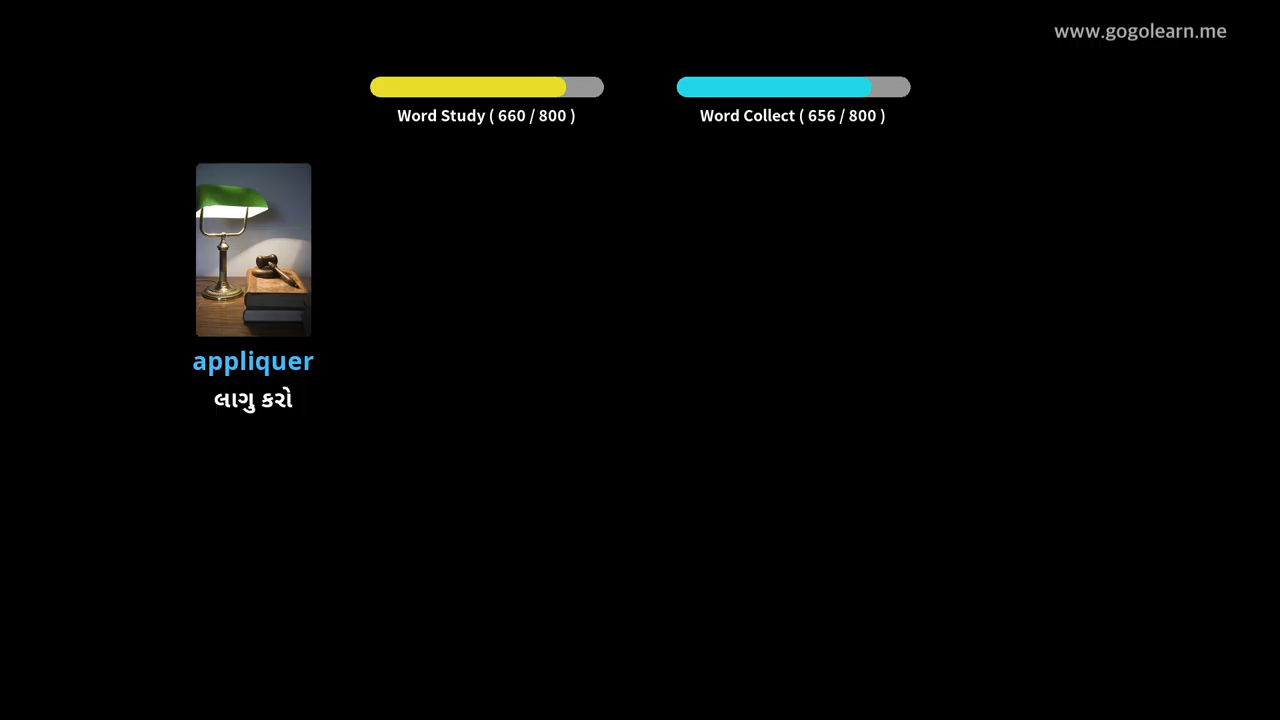 www.gogolearn.me
Word Study ( 660 / 800 )
Word Collect ( 656 / 800 )
appliquer
લાગુ કરો